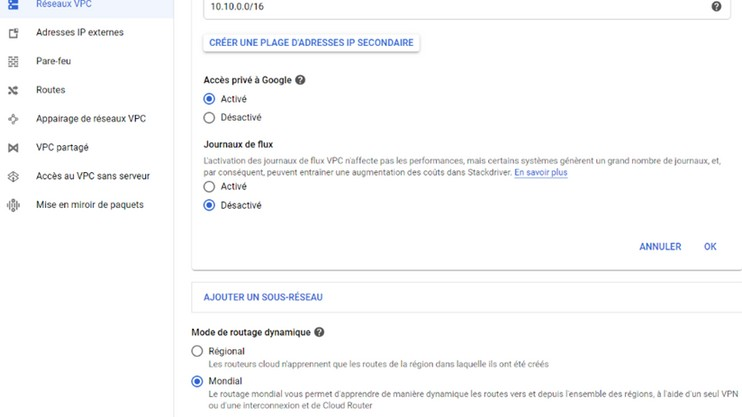 Réseaux VPC
Adresses IP externes
Pare-feu
Routes
Appairage de réseaux VPC
VPC partagé
Accès au VPC sans serveur
Mise en miroir de paquets
10.10.0.0/16
CRÉER UNE PLAGE D'ADRESSES IP SECONDAIRE
Accès privé à Google
Activé
Désactivé
Journaux de flux
L'activation des journaux de flux VPC n'affecte pas les performances, mais certains systèmes génèrent un grand nombre de journaux, et,
par conséquent, peuvent entraîner une augmentation des coûts dans Stackdriver. En savoir plus
Activé
Désactivé
ANNULER OK
AJOUTER UN SOUS-RÉSEAU
Mode de routage dynamique
Régional
Les routeurs cloud n'apprennent que les routes de la région dans laquelle ils ont été créés
Mondial
Le routage mondial vous permet d'apprendre de manière dynamique les routes vers et depuis l'ensemble des régions, à l'aide d'un seul VPN
ou d'une interconnexion et de Cloud Router